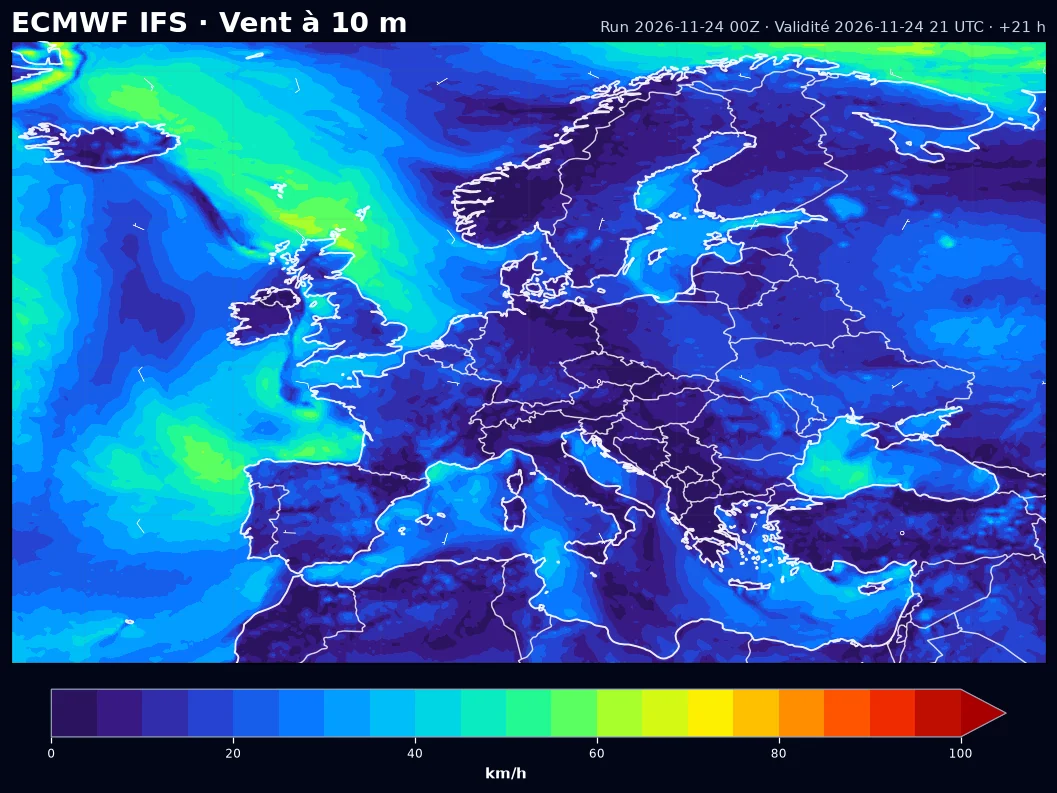 ECMWF IFS · Vent à 10 m
Run 2026-11-24 00Z · Validité 2026-11-24 21 UTC · +21 h
0 20 40 60 80 100
km/h